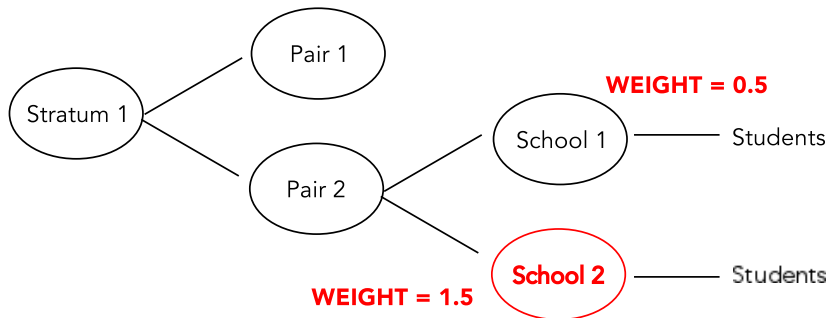 Pair 1
Stratum 1
WEIGHT = 0.5
School 1
Students
Pair 2
School 2
Students
WEIGHT = 1.5